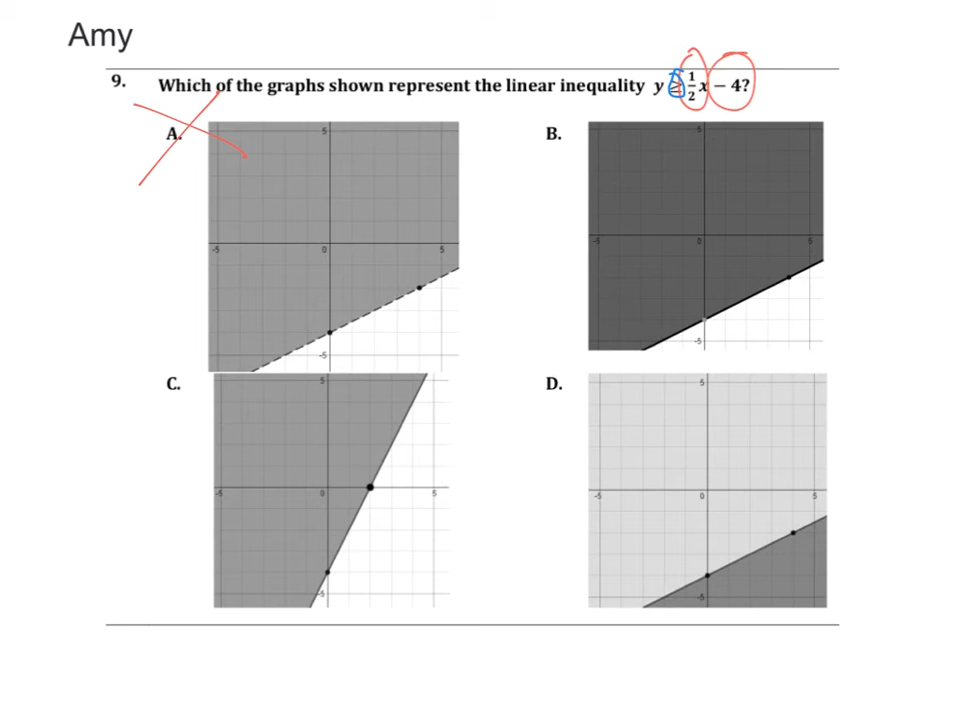 Amy
9. Which of the graphs shown represent the linear inequality y ≥ 1/2 x − 4?
A. B.
5 5
-5 0 5 -5 0 5
-5 -5
C. D.
5 5
-5 0 5 -5 0 5
-5 -5